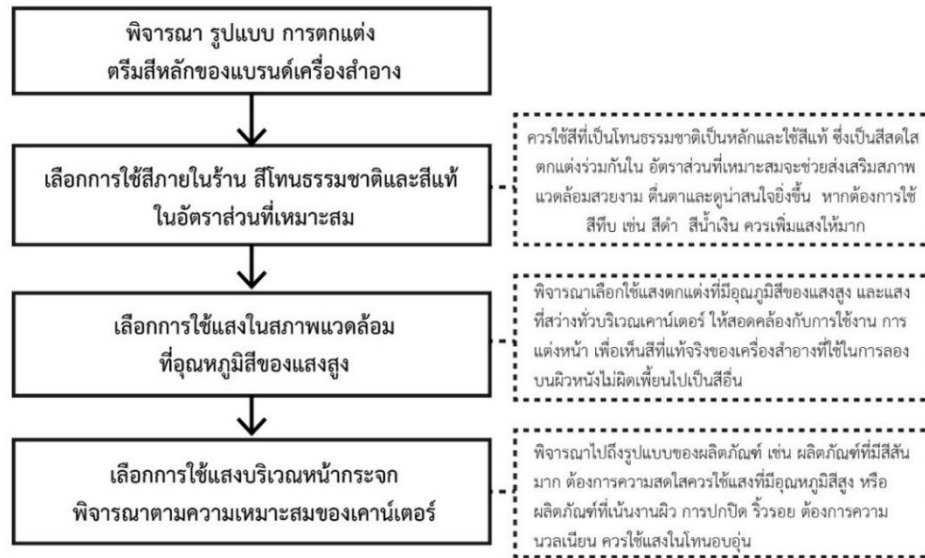 พิจารณา รูปแบบ การตกแต่ง
ตรีมสีหลักของแบรนด์เครื่องสำอาง
เลือกการใช้สีภายในร้าน สีโทนธรรมชาติและสีแท้
ในอัตราส่วนที่เหมาะสม
ควรใช้สีที่เป็นโทนธรรมชาติเป็นหลักและใช้สีแท้ ซึ่งเป็นสีสดใส
ตกแต่งร่วมกันใน อัตราส่วนที่เหมาะสมจะช่วยส่งเสริมสภาพ
แวดล้อมสวยงาม ตื่นตาและดูน่าสนใจยิ่งขึ้น หากต้องการใช้
สีทึบ เช่น สีดำ สีน้ำเงิน ควรเพิ่มแสงให้มาก
เลือกการใช้แสงในสภาพแวดล้อม
ที่อุณหภูมิสีของแสงสูง
พิจารณาเลือกใช้แสงตกแต่งที่มีอุณภูมิสีของแสงสูง และแสง
ที่สว่างทั่วบริเวณเคาน์เตอร์ ให้สอดคล้องกับการใช้งาน การ
แต่งหน้า เพื่อเห็นสีที่แท้จริงของเครื่องสำอางที่ใช้ในการลอง
บนผิวหนังไม่ผิดเพี้ยนไปเป็นสีอื่น
เลือกการใช้แสงบริเวณหน้ากระจก
พิจารณาตามความเหมาะสมของเคาน์เตอร์
พิจารณาไปถึงรูปแบบของผลิตภัณฑ์ เช่น ผลิตภัณฑ์ที่มีสีสัน
มาก ต้องการความสดใสควรใช้แสงที่มีอุณหภูมิสีสูง หรือ
ผลิตภัณฑ์ที่เน้นงานผิว การปกปิด ริ้วรอย ต้องการความ
นวลเนียน ควรใช้แสงในโทนอบอุ่น